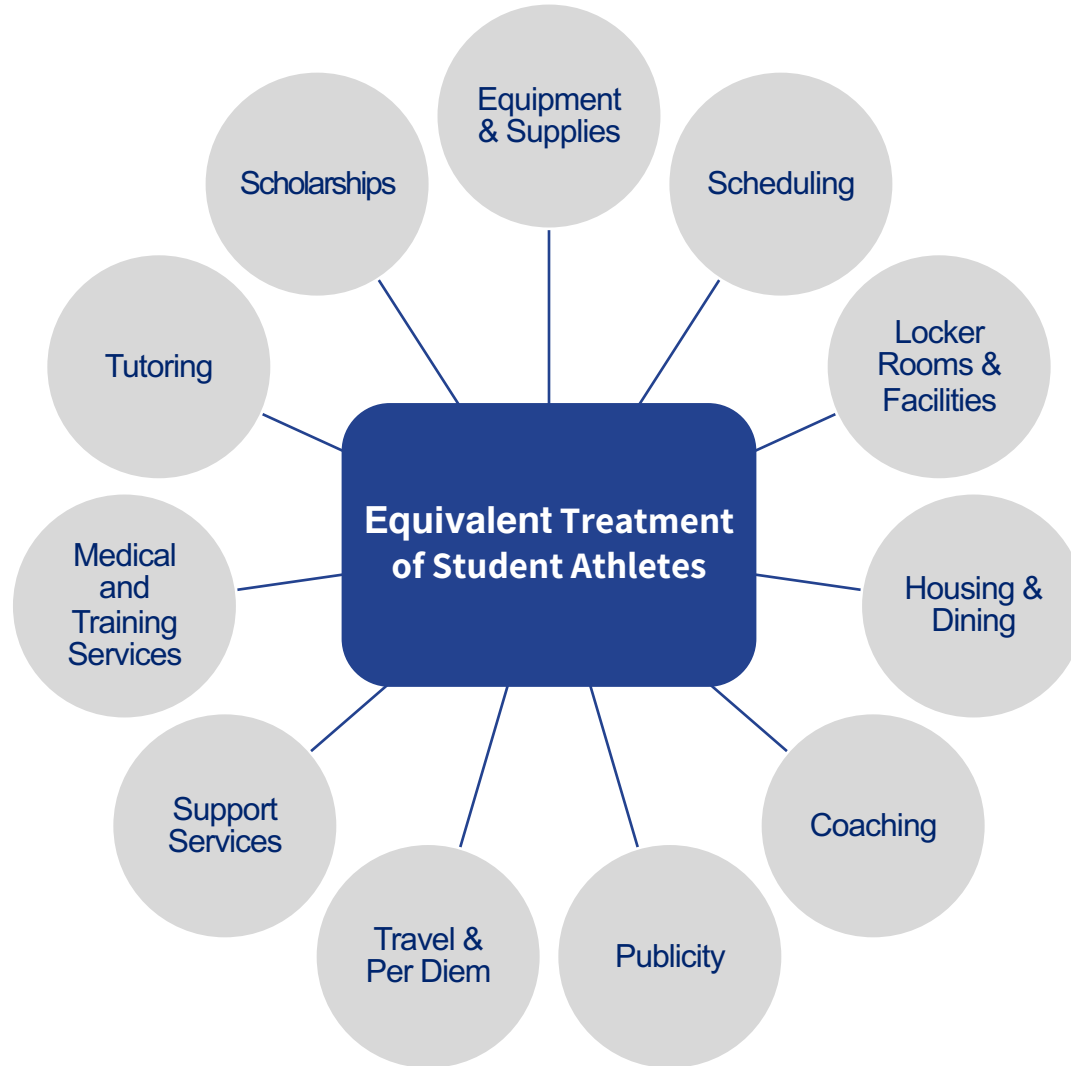 Equipment
& Supplies
Scheduling
Locker
Rooms &
Facilities
Housing &
Dining
Coaching
Publicity
Travel &
Per Diem
Support
Services
Medical
and
Training
Services
Tutoring
Scholarships
Equivalent Treatment
of Student Athletes